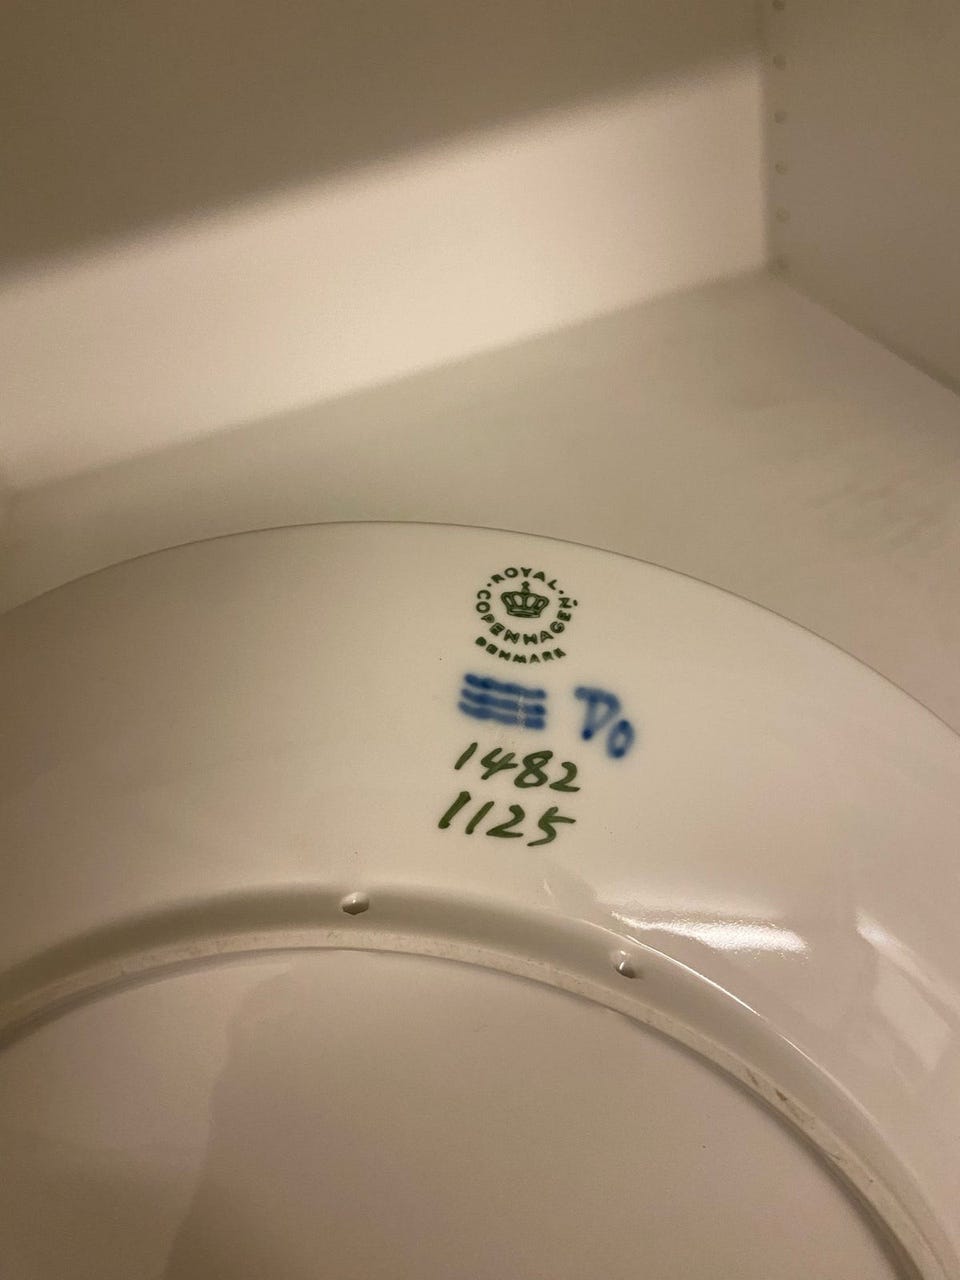 ROYAL
COPENHAGEN
DENMARK
Do
1482
1125